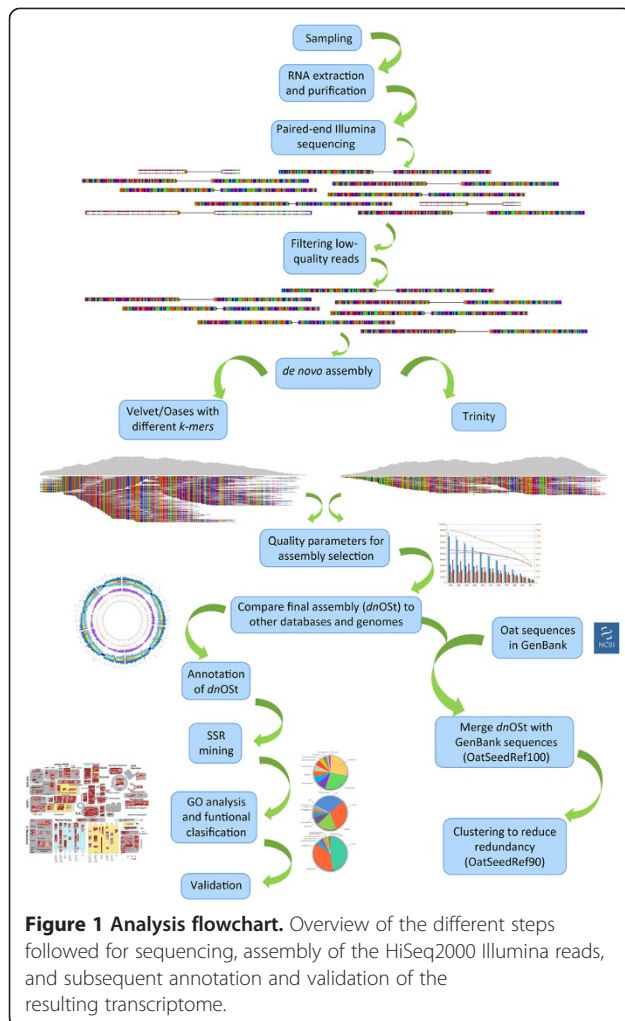 Sampling
RNA extraction
and purification
Paired-end Illumina
sequencing
Filtering low-
quality reads
de novo assembly
Velvet/Oases with
different k-mers
Trinity
Quality parameters for
assembly selection
Compare final assembly (dnOSt) to
other databases and genomes
Oat sequences
in GenBank
NCBI
Annotation
of dnOSt
SSR
mining
Merge dnOSt with
GenBank sequences
(OatSeedRef100)
GO analysis
and funtional
clasification
Clustering to reduce
redundancy
(OatSeedRef90)
Validation
Figure 1 Analysis flowchart. Overview of the different steps
followed for sequencing, assembly of the HiSeq2000 Illumina reads,
and subsequent annotation and validation of the
resulting transcriptome.